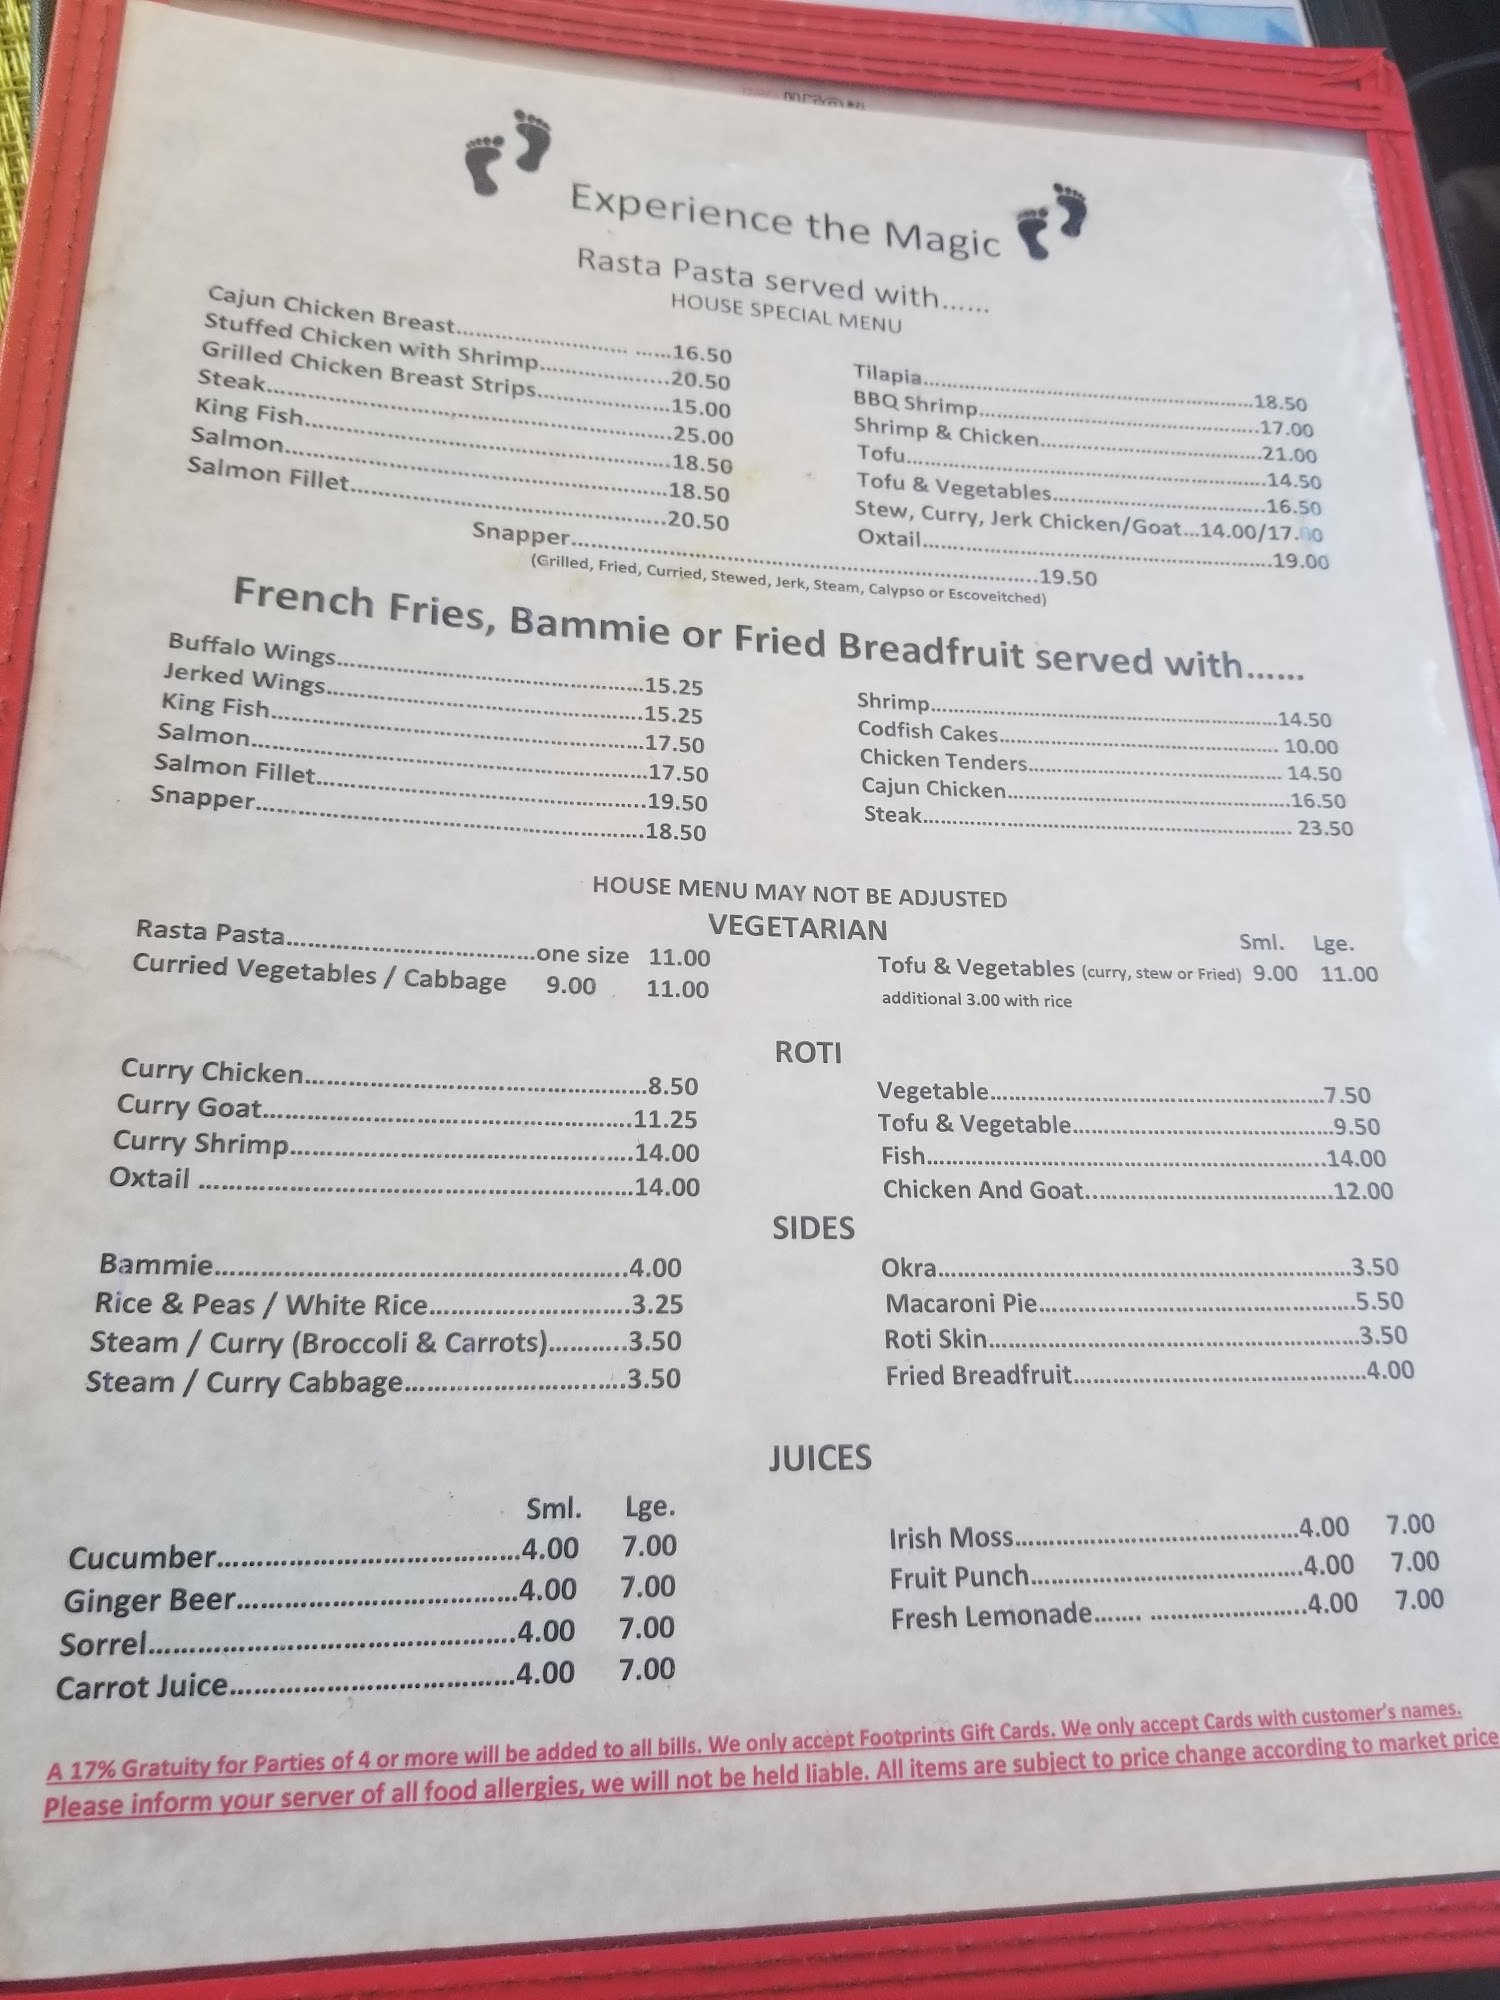 Experience the Magic
Rasta Pasta served with......
HOUSE SPECIAL MENU
Cajun Chicken Breast...............................16.50
Stuffed Chicken with Shrimp.....................20.50
Grilled Chicken Breast Strips.....................15.00
Steak...............................25.00
King Fish...............................18.50
Salmon...............................18.50
Salmon Fillet...............................20.50
Tilapia...............................18.50
BBQ Shrimp...............................17.00
Shrimp & Chicken...............................21.00
Tofu...............................14.50
Tofu & Vegetables...............................16.50
Stew, Curry, Jerk Chicken/Goat...14.00/17.00
Oxtail...............................19.00
Snapper...............................19.50
(Grilled, Fried, Curried, Stewed, Jerk, Steam, Calypso or Escoveitched)
French Fries, Bammie or Fried Breadfruit served with......
Buffalo Wings...............................15.25
Jerked Wings...............................15.25
King Fish...............................17.50
Salmon...............................17.50
Salmon Fillet...............................19.50
Snapper...............................18.50
Shrimp...............................14.50
Codfish Cakes............................... 10.00
Chicken Tenders............................... 14.50
Cajun Chicken...............................16.50
Steak............................... 23.50
HOUSE MENU MAY NOT BE ADJUSTED
VEGETARIAN
Rasta Pasta...............................one size 11.00
Curried Vegetables / Cabbage 9.00 11.00
Sml. Lge.
Tofu & Vegetables (curry, stew or Fried) 9.00 11.00
additional 3.00 with rice
ROTI
Curry Chicken...............................8.50
Curry Goat...............................11.25
Curry Shrimp...............................14.00
Oxtail ...............................14.00
Vegetable...............................7.50
Tofu & Vegetable...............................9.50
Fish...............................14.00
Chicken And Goat...............................12.00
SIDES
Bammie...............................4.00
Rice & Peas / White Rice...............................3.25
Steam / Curry (Broccoli & Carrots)...........3.50
Steam / Curry Cabbage...............................3.50
Okra...............................3.50
Macaroni Pie...............................5.50
Roti Skin...............................3.50
Fried Breadfruit...............................4.00
JUICES
Sml. Lge.
Cucumber...............................4.00 7.00
Ginger Beer...............................4.00 7.00
Sorrel...............................4.00 7.00
Carrot Juice...............................4.00 7.00
Irish Moss...............................4.00 7.00
Fruit Punch...............................4.00 7.00
Fresh Lemonade....... .......................4.00 7.00
A 17% Gratuity for Parties of 4 or more will be added to all bills. We only accept Footprints Gift Cards. We only accept Cards with customer's names.
Please inform your server of all food allergies, we will not be held liable. All items are subject to price change according to market price